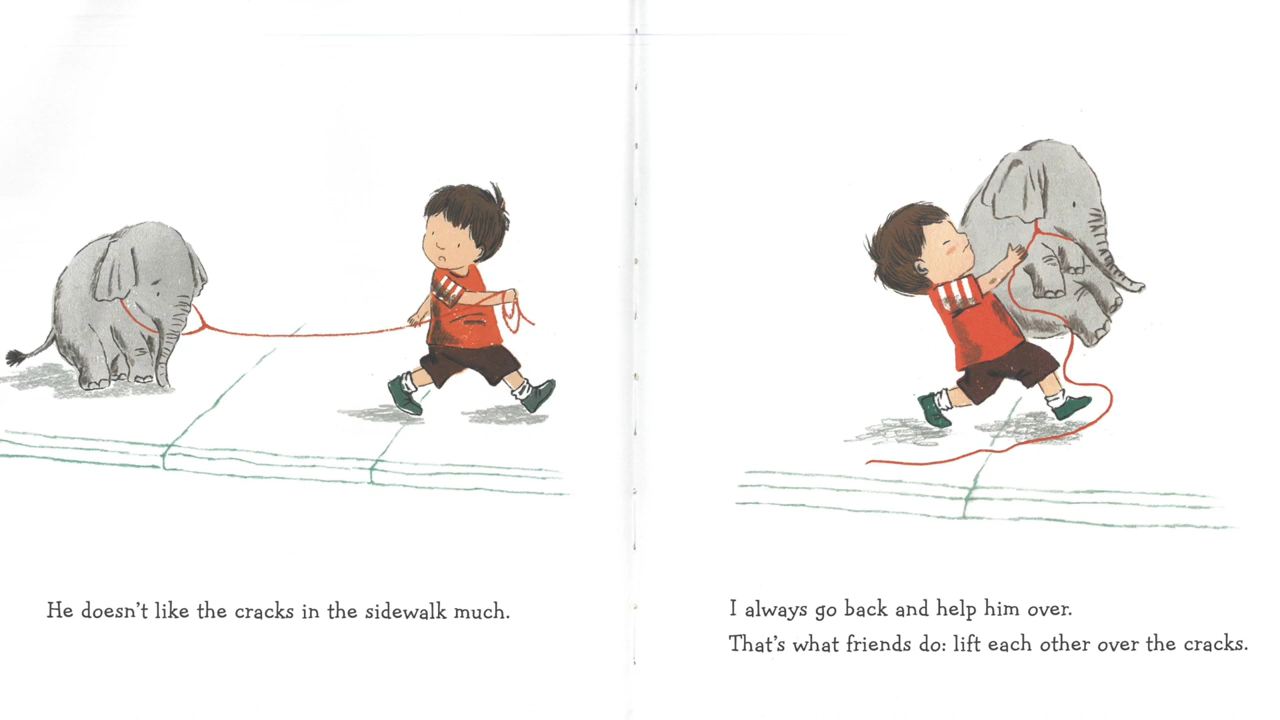 He doesn't like the cracks in the sidewalk much.
I always go back and help him over.
That's what friends do: lift each other over the cracks.